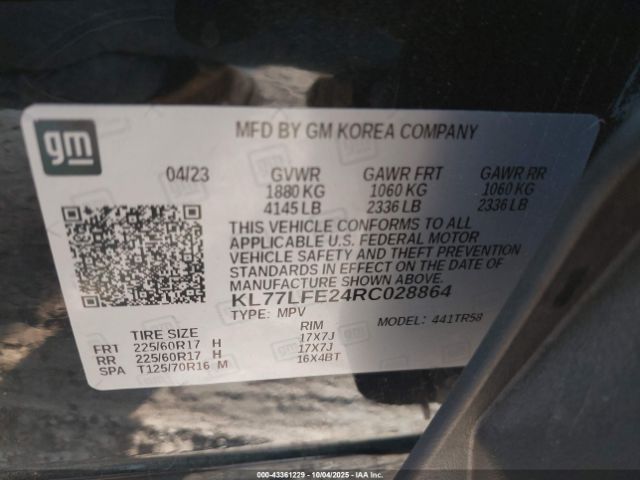 gm
MFD BY GM KOREA COMPANY
04/23 GVWR GAWR FRT GAWR RR
1880 KG 1060 KG 1060 KG
4145 LB 2336 LB 2336 LB
THIS VEHICLE CONFORMS TO ALL
APPLICABLE U.S. FEDERAL MOTOR
VEHICLE SAFETY AND THEFT PREVENTION
STANDARDS IN EFFECT ON THE DATE OF
MANUFACTURE SHOWN ABOVE.
KL77LFE24RC028864
TYPE: MPV MODEL: 441TR58
TIRE SIZE RIM
FRT 225/60R17 H 17X7J
RR 225/60R17 H 17X7J
SPA T125/70R16 M 16X4BT
000-43361229 - 10/04/2025 - IAA Inc.